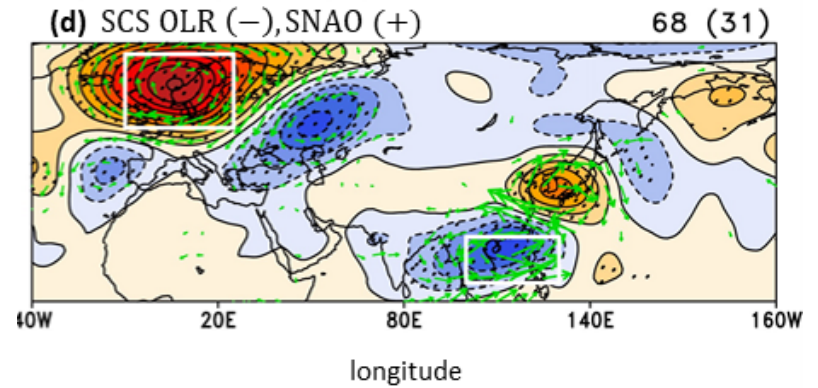 (d) SCS OLR (−), SNAO (+) 68 (31)
40W 20E 80E 140E 160W
longitude